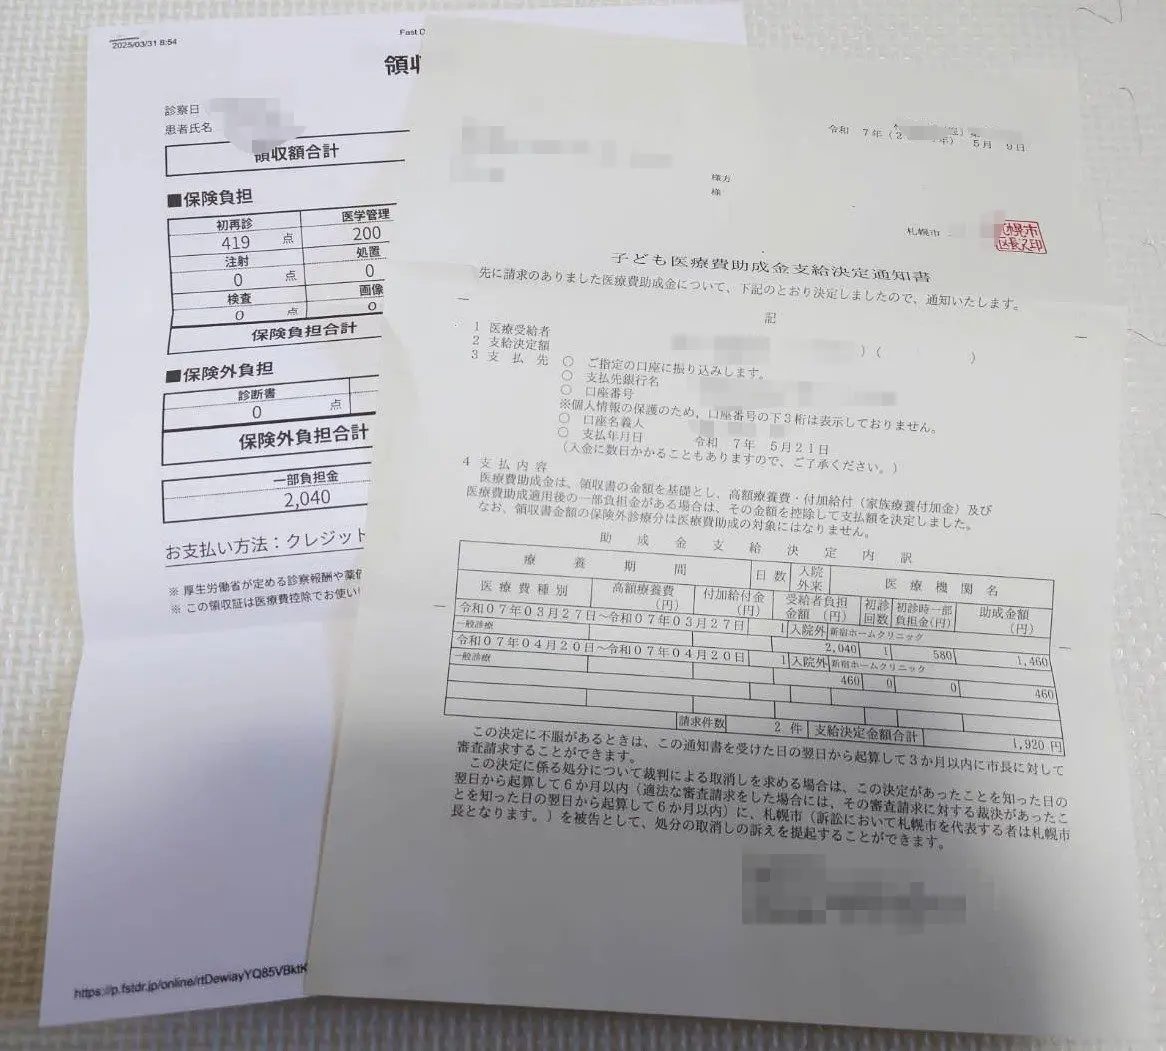 2025/03/31 8:54
Fast D
領収
診察日
患者氏名
領収額合計
■保険負担
初再診 医学管理
419 点 200
注射 処置
0 点 0
検査 画像
0 点 0
保険負担合計
■保険外負担
診断書
0 点
保険外負担合計
一部負担金
2,040
お支払い方法：クレジット
※ 厚生労働省が定める診察報酬や薬価
※ この領収証は医療費控除でお使い
https://p.fstdr.jp/online/rtDewiayYQ85VBktK
令和 7年(2 年) 5月 9日
様方
様
札幌市
子ども医療費助成金支給決定通知書
先に請求のありました医療費助成金について、下記のとおり決定しましたので、通知いたします。
記
1 医療受給者
2 支給決定額 ) ( )
3 支払先 ○ ご指定の口座に振り込みします。
○ 支払先銀行名
○ 口座番号
※個人情報の保護のため、口座番号の下3桁は表示しておりません。
○ 口座名義人
○ 支払年月日 令和 7年 5月21日
(入金に数日かかることもありますので、ご了承ください。)
4 支払内容
医療費助成金は、領収書の金額を基礎とし、高額療養費・付加給付（家族療養付加金）及び
医療費助成適用後の一部負担金がある場合は、その金額を控除して支払額を決定しました。
なお、領収書金額の保険外診療分は医療費助成の対象にはなりません。
助成金支給決定内訳
療養期間 日数 入院外来 医療機関名
医療費種別 高額療養費(円) 付加給付金(円) 受給者負担金額(円) 初診回数 初診時一部負担金(円) 助成金額(円)
令和07年03月27日～令和07年03月27日 1 入院外 新宿ホームクリニック
一般診療 2,040 1 580 1,460
令和07年04月20日～令和07年04月20日 1 入院外 新宿ホームクリニック
一般診療 460 0 0 460
請求件数 2 件 支給決定金額合計 1,920 円
この決定に不服があるときは、この通知書を受けた日の翌日から起算して3か月以内に市長に対して
審査請求することができます。
この決定に係る処分について裁判による取消しを求める場合は、この決定があったことを知った日の
翌日から起算して6か月以内（適法な審査請求をした場合には、その審査請求に対する裁決があったこ
とを知った日の翌日から起算して6か月以内）に、札幌市（訴訟において札幌市を代表する者は札幌市
長となります。）を被告として、処分の取消しの訴えを提起することができます。